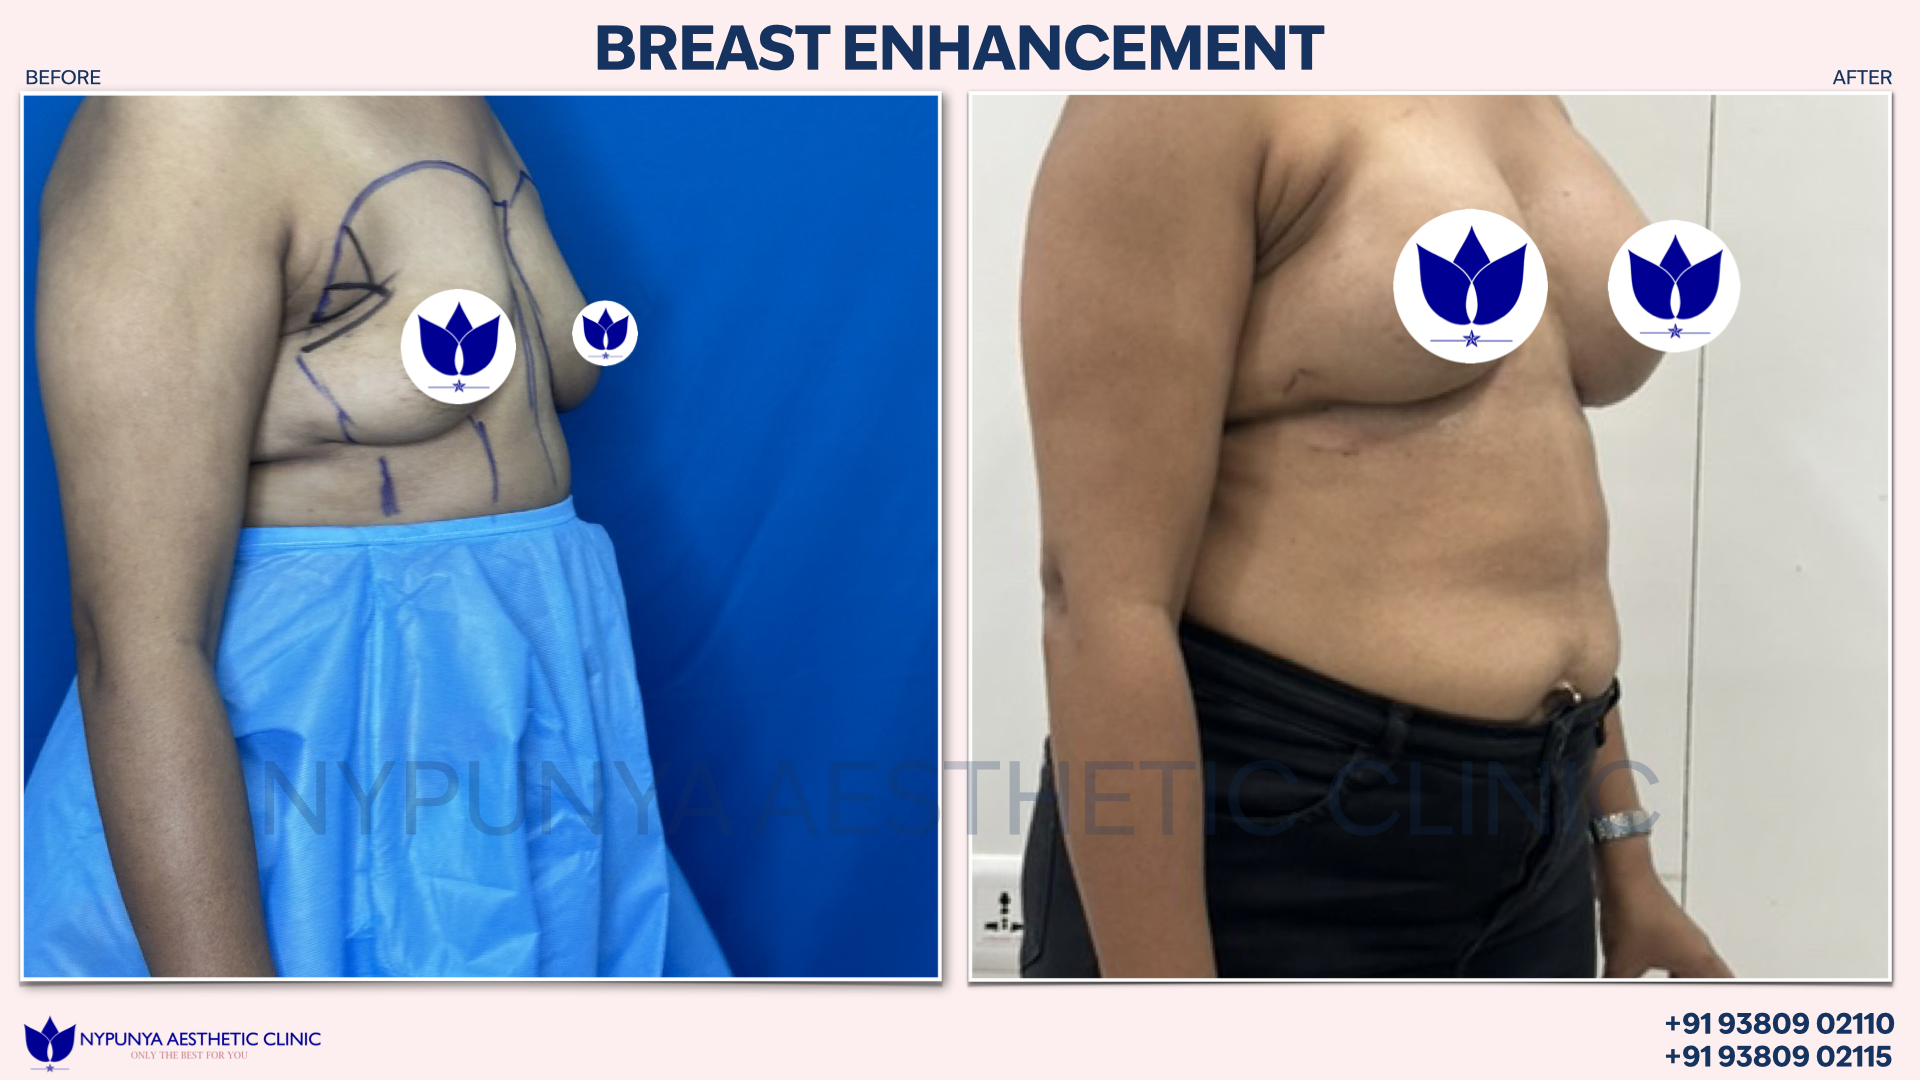 BREAST ENHANCEMENT
BEFORE
AFTER
NYPUNYA AESTHETIC CLINIC
NYPUNYA AESTHETIC CLINIC
ONLY THE BEST FOR YOU
+91 93809 02110
+91 93809 02115